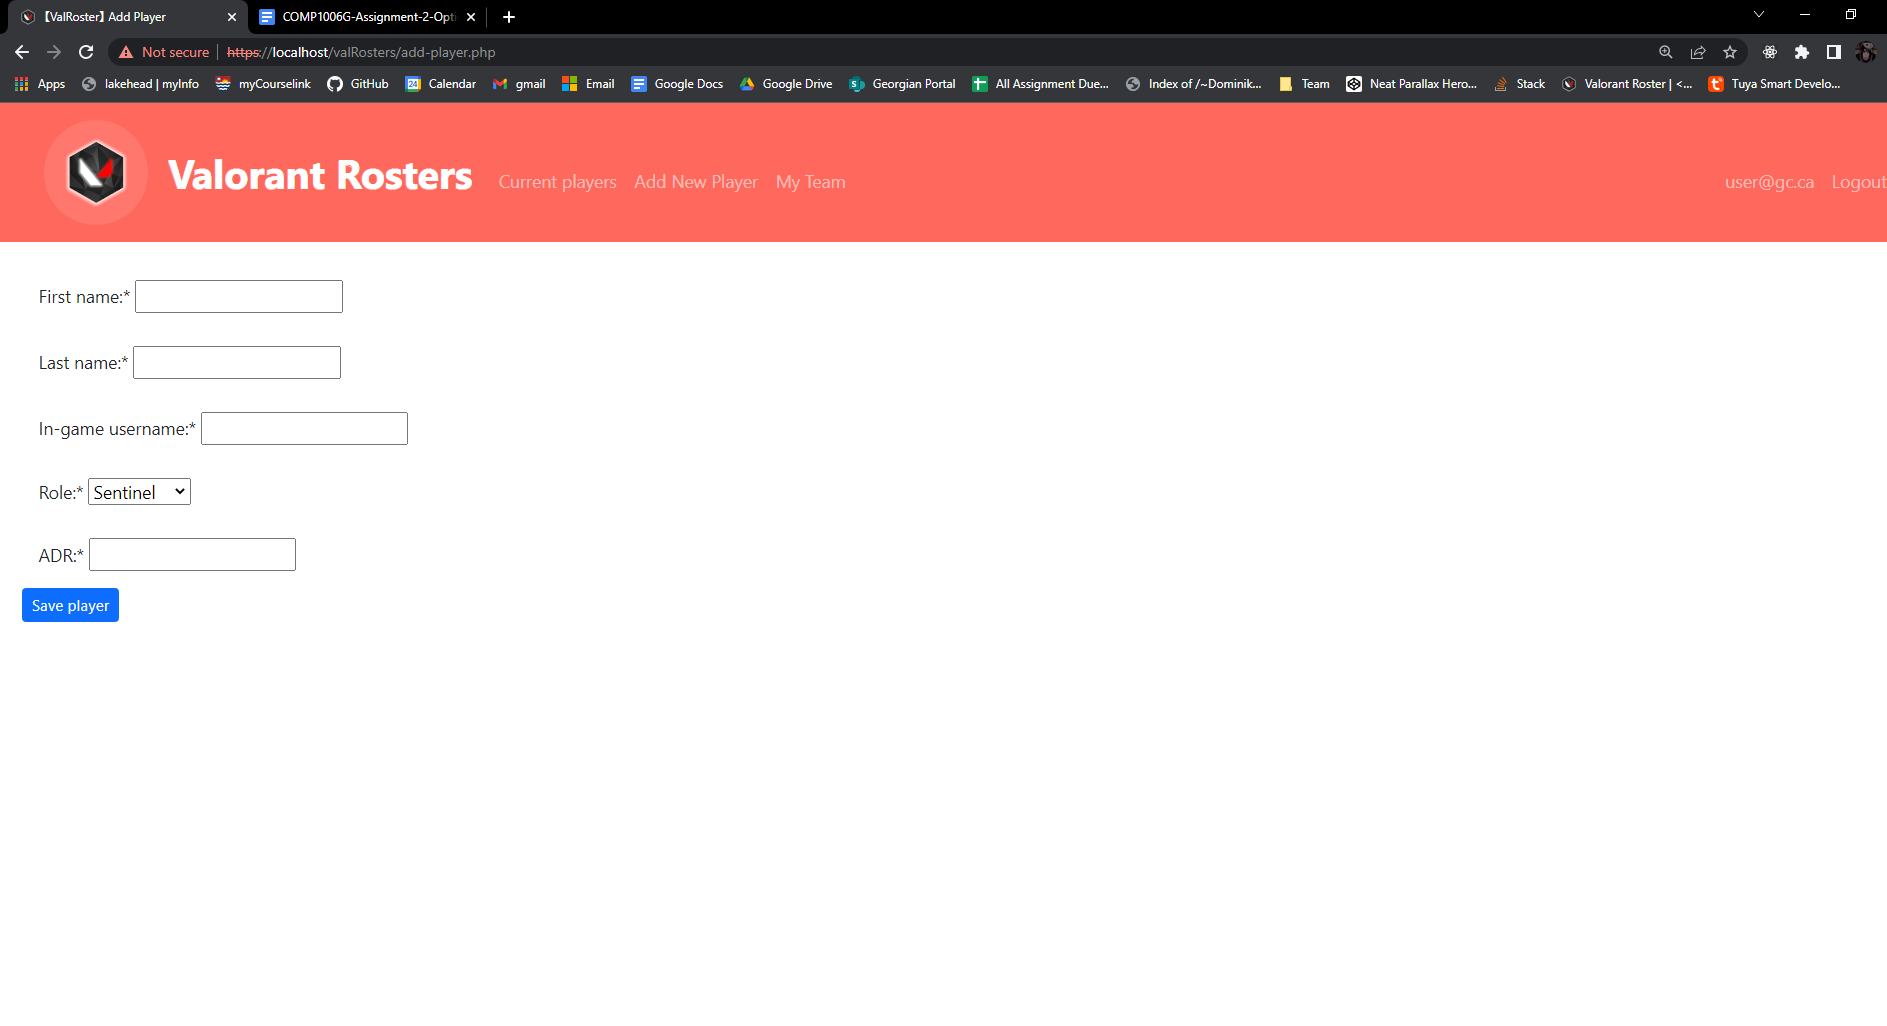 【ValRoster】Add Player
COMP1006G-Assignment-2-Opti
Not secure https://localhost/valRosters/add-player.php
Apps lakehead | myInfo myCourselink GitHub 24 Calendar gmail Email Google Docs Google Drive Georgian Portal All Assignment Due... Index of /~Dominik... Team Neat Parallax Hero... Stack Valorant Roster | <... Tuya Smart Develo...
Valorant Rosters Current players Add New Player My Team user@gc.ca Logout
First name:*
Last name:*
In-game username:*
Role:* Sentinel
ADR:*
Save player